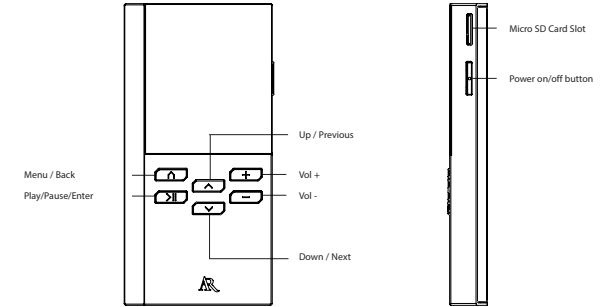 Micro SD Card Slot
Power on/off button
Up / Previous
Menu / Back
Vol +
Play/Pause/Enter
Vol -
Down / Next
AR